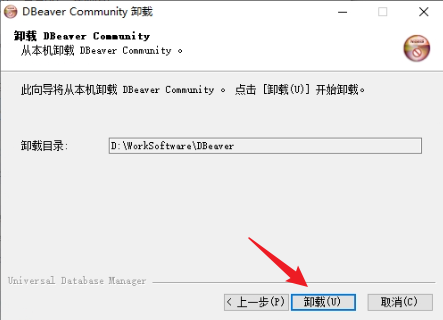 DBeaver Community 卸载
卸载 DBeaver Community
从本机卸载 DBeaver Community 。
此向导将从本机卸载 DBeaver Community 。 点击 [卸载(U)] 开始卸载。
卸载目录: D:\WorkSoftware\DBeaver
Universal Database Manager
< 上一步(P) 卸载(U) 取消(C)